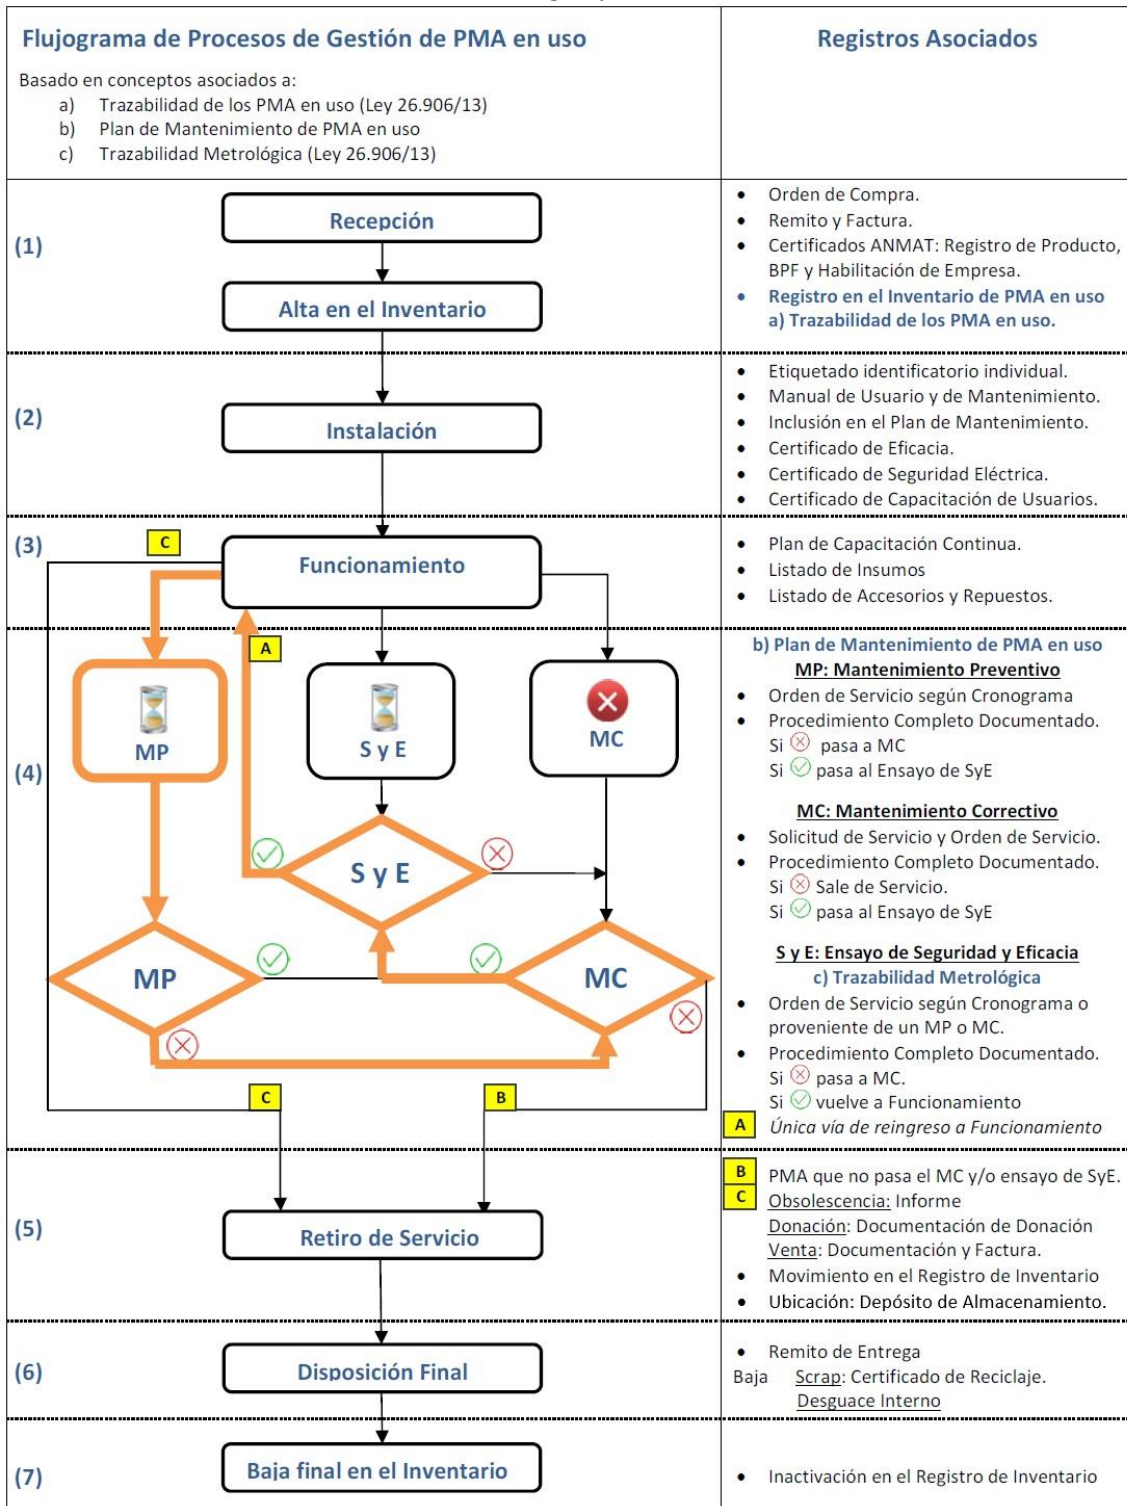 Flujograma de Procesos de Gestión de PMA en uso
Basado en conceptos asociados a:
a) Trazabilidad de los PMA en uso (Ley 26.906/13)
b) Plan de Mantenimiento de PMA en uso
c) Trazabilidad Metrológica (Ley 26.906/13)
Registros Asociados
(1)
Recepción
Alta en el Inventario
• Orden de Compra.
• Remito y Factura.
• Certificados ANMAT: Registro de Producto,
BPF y Habilitación de Empresa.
• Registro en el Inventario de PMA en uso
a) Trazabilidad de los PMA en uso.
(2)
Instalación
• Etiquetado identificatorio individual.
• Manual de Usuario y de Mantenimiento.
• Inclusión en el Plan de Mantenimiento.
• Certificado de Eficacia.
• Certificado de Seguridad Eléctrica.
• Certificado de Capacitación de Usuarios.
(3)
C
Funcionamiento
• Plan de Capacitación Continua.
• Listado de Insumos
• Listado de Accesorios y Repuestos.
(4)
A
MP
S y E
MC
S y E
MP
MC
C
B
b) Plan de Mantenimiento de PMA en uso
MP: Mantenimiento Preventivo
• Orden de Servicio según Cronograma
• Procedimiento Completo Documentado.
Si pasa a MC
Si pasa al Ensayo de SyE
MC: Mantenimiento Correctivo
• Solicitud de Servicio y Orden de Servicio.
• Procedimiento Completo Documentado.
Si Sale de Servicio.
Si pasa al Ensayo de SyE
S y E: Ensayo de Seguridad y Eficacia
c) Trazabilidad Metrológica
• Orden de Servicio según Cronograma o
proveniente de un MP o MC.
• Procedimiento Completo Documentado.
Si pasa a MC.
Si vuelve a Funcionamiento
A Única vía de reingreso a Funcionamiento
(5)
Retiro de Servicio
B PMA que no pasa el MC y/o ensayo de SyE.
C Obsolescencia: Informe
Donación: Documentación de Donación
Venta: Documentación y Factura.
• Movimiento en el Registro de Inventario
• Ubicación: Depósito de Almacenamiento.
(6)
Disposición Final
• Remito de Entrega
Baja Scrap: Certificado de Reciclaje.
Desguace Interno
(7)
Baja final en el Inventario
• Inactivación en el Registro de Inventario